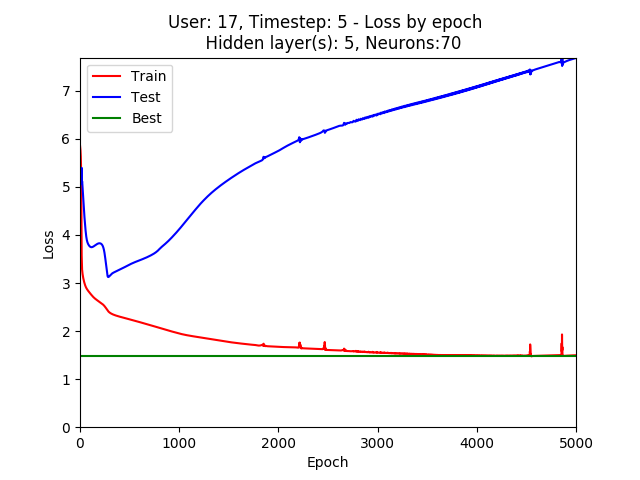 User: 17, Timestep: 5 - Loss by epoch
Hidden layer(s): 5, Neurons:70
Train
Test
Best
7
6
5
4
3
2
1
0
Loss
0 1000 2000 3000 4000 5000
Epoch